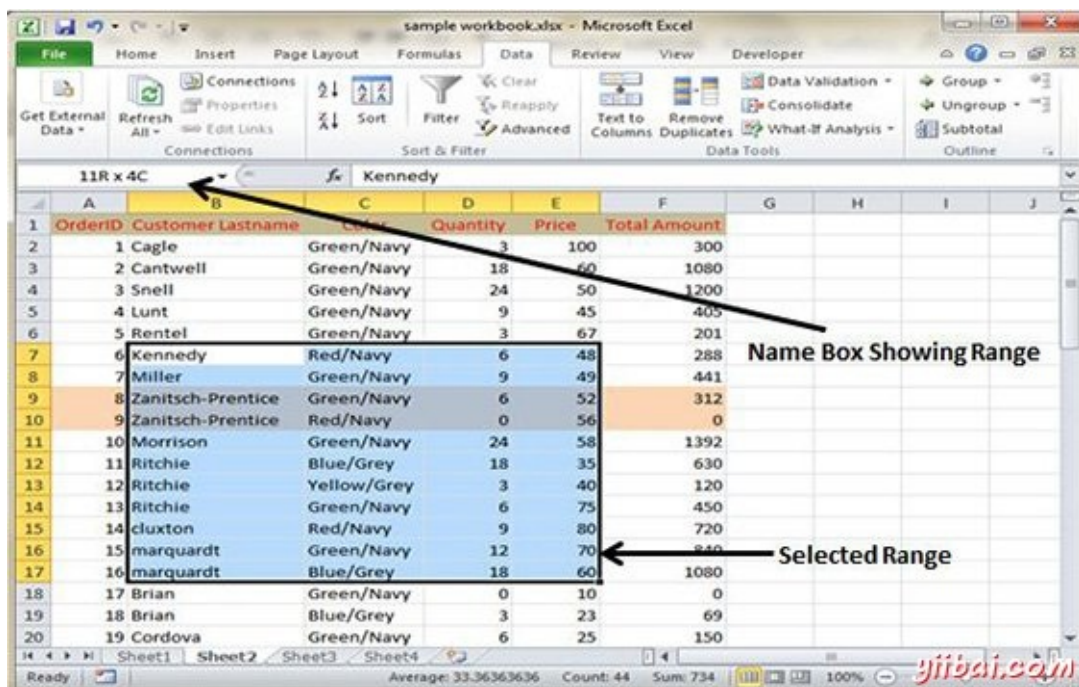 sample workbook.xlsx - Microsoft Excel
File Home Insert Page Layout Formulas Data Review View Developer
Get External Data
Refresh All
Connections
Properties
Edit Links
Connections
Sort
Filter
Clear
Reapply
Advanced
Sort & Filter
Text to Columns
Remove Duplicates
Data Validation
Consolidate
What-If Analysis
Data Tools
Group
Ungroup
Subtotal
Outline
11R x 4C fx Kennedy
A B C D E F G H I J
1 OrderID Customer Lastname Color Quantity Price Total Amount
2 1 Cagle Green/Navy 3 100 300
3 2 Cantwell Green/Navy 18 60 1080
4 3 Snell Green/Navy 24 50 1200
5 4 Lunt Green/Navy 9 45 405
6 5 Rentel Green/Navy 3 67 201
7 6 Kennedy Red/Navy 6 48 288 Name Box Showing Range
8 7 Miller Green/Navy 9 49 441
9 8 Zanitsch-Prentice Green/Navy 6 52 312
10 9 Zanitsch-Prentice Red/Navy 0 56 0
11 10 Morrison Green/Navy 24 58 1392
12 11 Ritchie Blue/Grey 18 35 630
13 12 Ritchie Yellow/Grey 3 40 120
14 13 Ritchie Green/Navy 6 75 450
15 14 cluxton Red/Navy 9 80 720
16 15 marquardt Green/Navy 12 70 840 Selected Range
17 16 marquardt Blue/Grey 18 60 1080
18 17 Brian Green/Navy 0 10 0
19 18 Brian Blue/Grey 3 23 69
20 19 Cordova Green/Navy 6 25 150
Sheet1 Sheet2 Sheet3 Sheet4
Ready Average: 33.36363636 Count: 44 Sum: 734 100%
yiibai.com